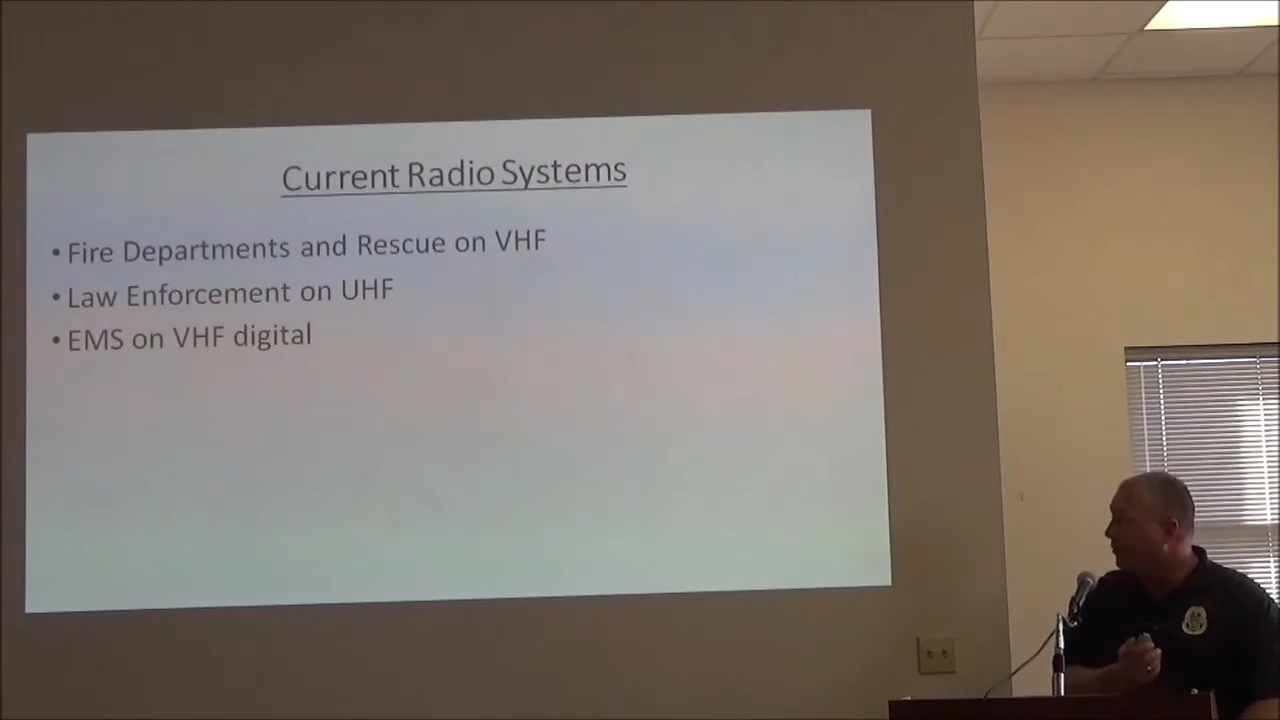 Current Radio Systems
• Fire Departments and Rescue on VHF
• Law Enforcement on UHF
• EMS on VHF digital